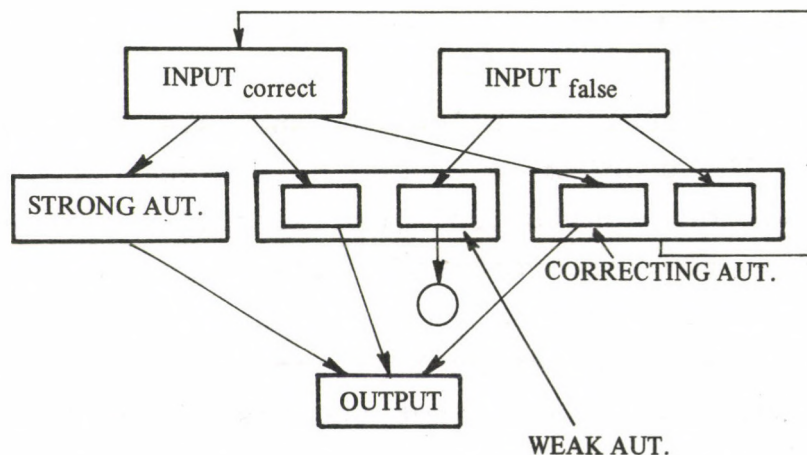 INPUT correct
INPUT false
STRONG AUT.
CORRECTING AUT.
OUTPUT
WEAK AUT.